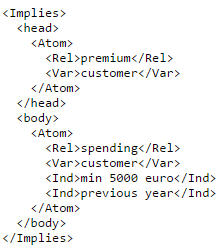 <Implies>
<head>
<Atom>
<Rel>premium</Rel>
<Var>customer</Var>
</Atom>
</head>
<body>
<Atom>
<Rel>spending</Rel>
<Var>customer</Var>
<Ind>min 5000 euro</Ind>
<Ind>previous year</Ind>
</Atom>
</body>
</Implies>